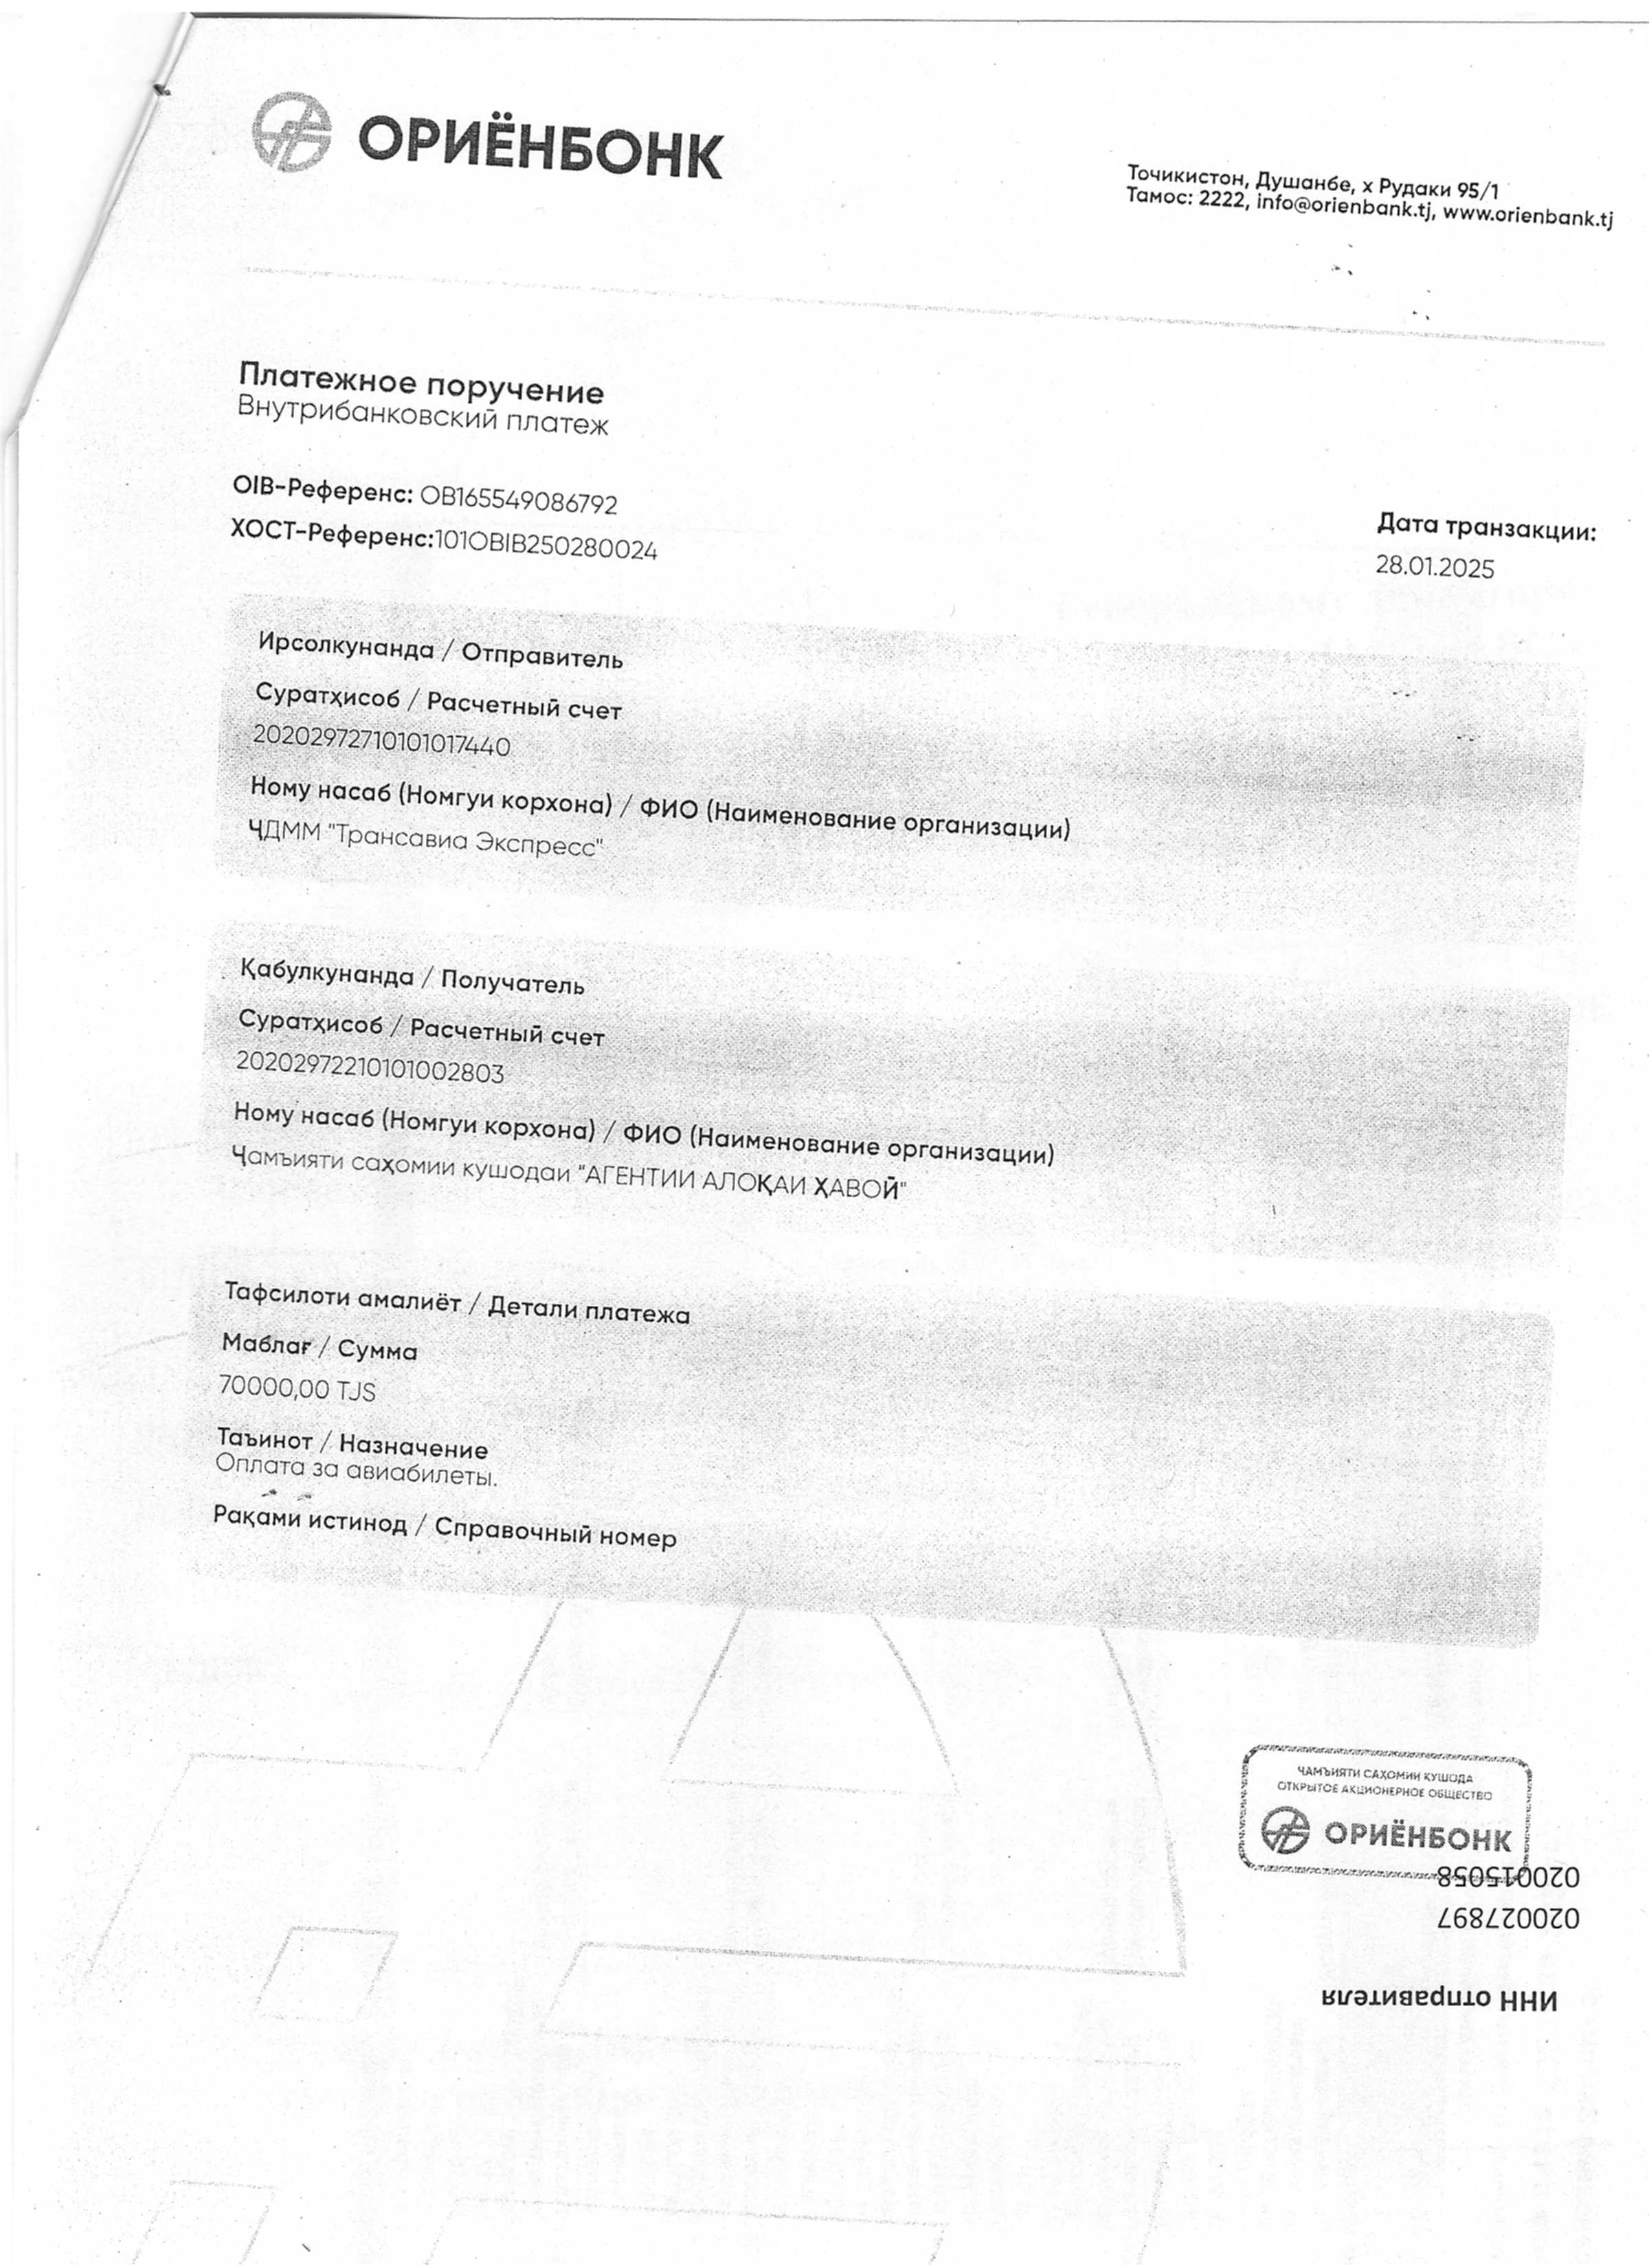 ОРИЁНБОНК
Точикистон, Душанбе, х Рудаки 95/1
Тамос: 2222, info@orienbank.tj, www.orienbank.tj
Платежное поручение
Внутрибанковский платеж
OIB-Референс: OB165549086792
ХОСТ-Референс:101OBIB250280024
Дата транзакции:
28.01.2025
Ирсолкунанда / Отправитель
Суратҳисоб / Расчетный счет
20202972710101017440
Ному насаб (Номгуи корхона) / ФИО (Наименование организации)
ҶДММ "Трансавиа Экспресс"
Қабулкунанда / Получатель
Суратҳисоб / Расчетный счет
20202972210101002803
Ному насаб (Номгуи корхона) / ФИО (Наименование организации)
Ҷамъияти саҳомии кушодаи "АГЕНТИИ АЛОҚАИ ҲАВОӢ"
Тафсилоти амалиёт / Детали платежа
Маблағ / Сумма
70000,00 TJS
Таъинот / Назначение
Оплата за авиабилеты.
Рақами истинод / Справочный номер
ҶАМЪИЯТИ САҲОМИИ КУШОДА
ОТКРЫТОЕ АКЦИОНЕРНОЕ ОБЩЕСТВО
ОРИЁНБОНК
020015058
020027897
ИНН отправителя